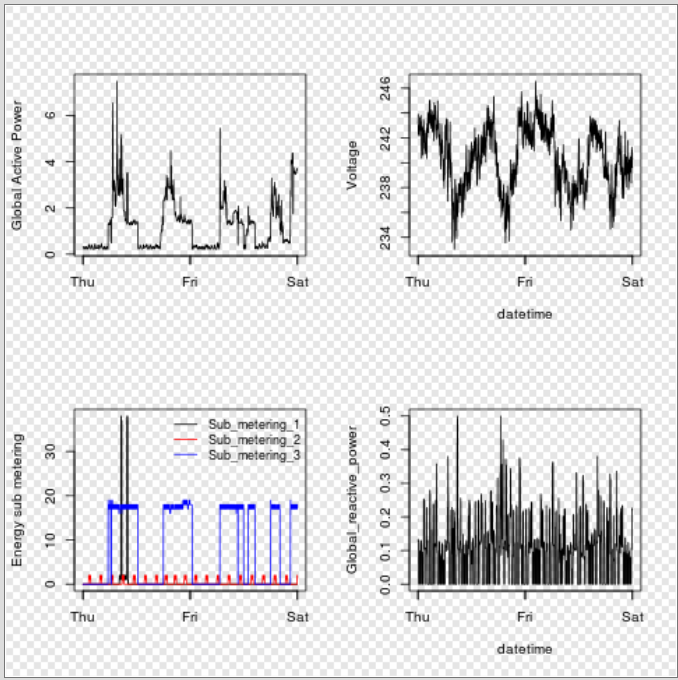 Global Active Power
6
4
2
0
Thu Fri Sat
Voltage
246
242
238
234
Thu Fri Sat
datetime
Energy sub metering
30
20
10
0
Sub_metering_1
Sub_metering_2
Sub_metering_3
Thu Fri Sat
Global_reactive_power
0.5
0.4
0.3
0.2
0.1
0.0
Thu Fri Sat
datetime